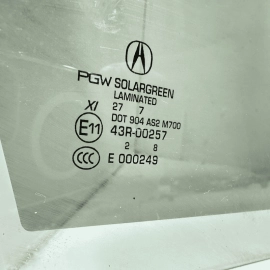 PGW SOLARGREEN
LAMINATED
XI 27 7
DOT 904 AS2 M700
E11 43R-00257
2 8
CCC E 000249